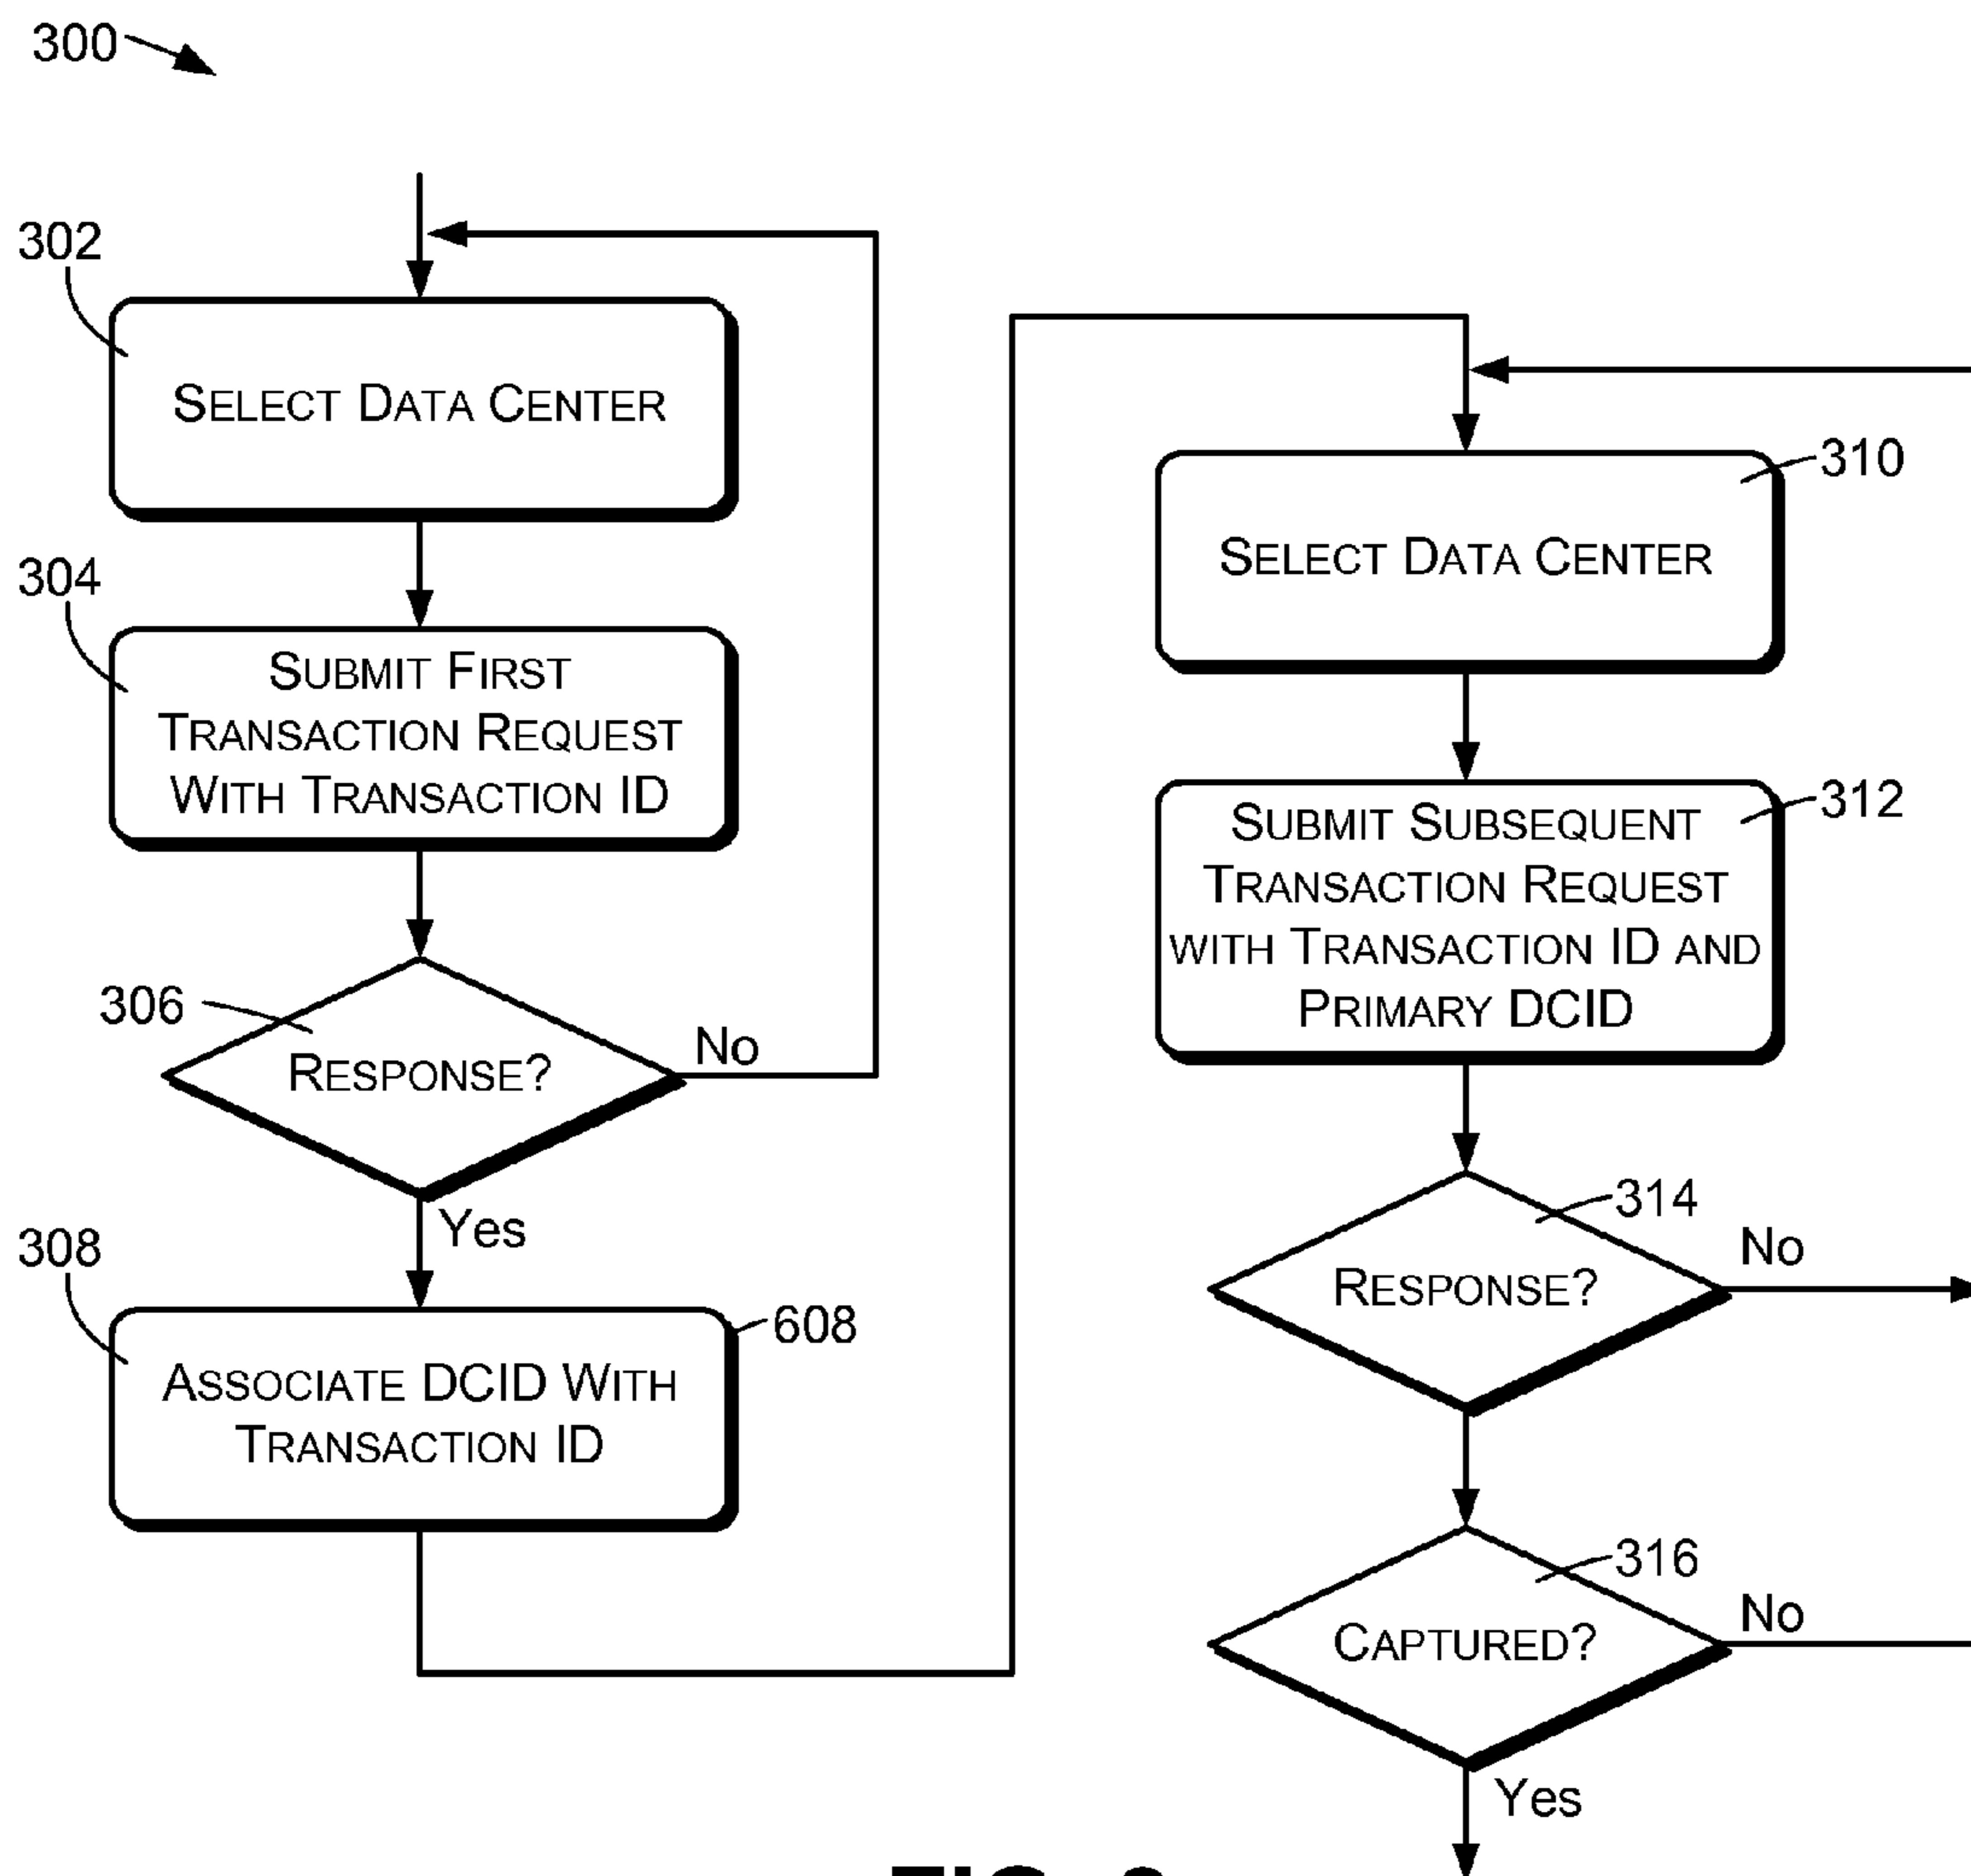 300
302
SELECT DATA CENTER
304
SUBMIT FIRST
TRANSACTION REQUEST
WITH TRANSACTION ID
306
RESPONSE?
No
Yes
308
608
ASSOCIATE DCID WITH
TRANSACTION ID
310
SELECT DATA CENTER
312
SUBMIT SUBSEQUENT
TRANSACTION REQUEST
WITH TRANSACTION ID AND
PRIMARY DCID
314
RESPONSE?
No
316
CAPTURED?
No
Yes